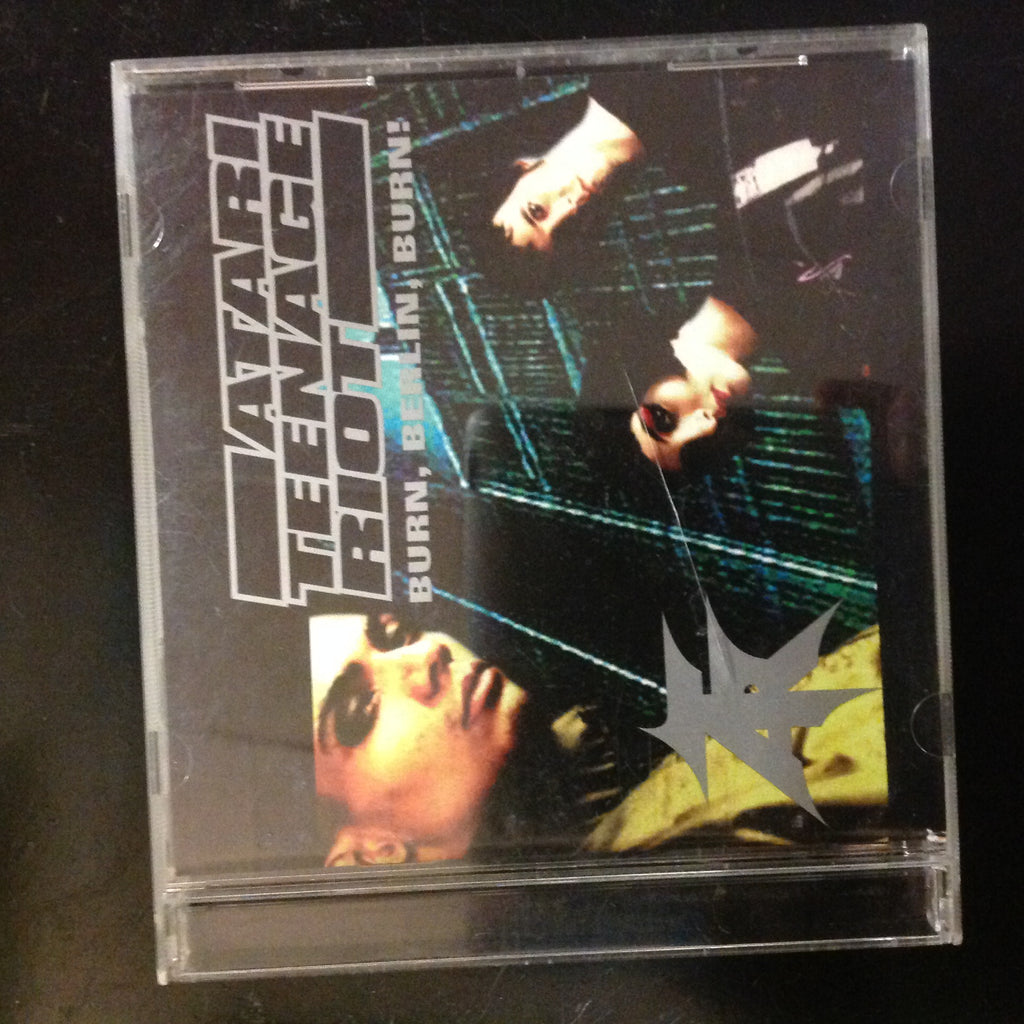 ATARI
TEENAGE
RIOT
BURN, BERLIN, BURN!